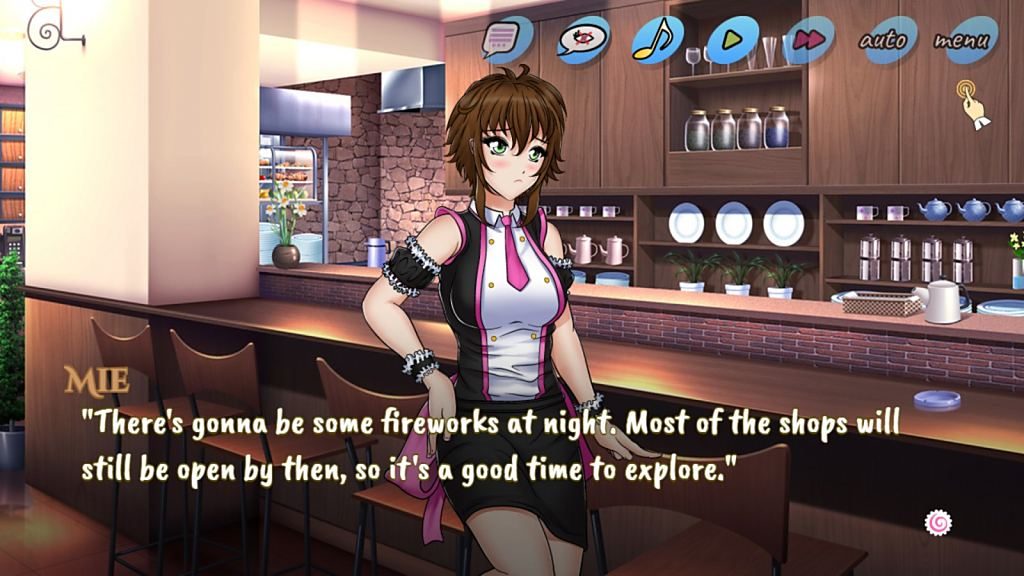 auto
menu
MIE
"There's gonna be some fireworks at night. Most of the shops will
still be open by then, so it's a good time to explore."